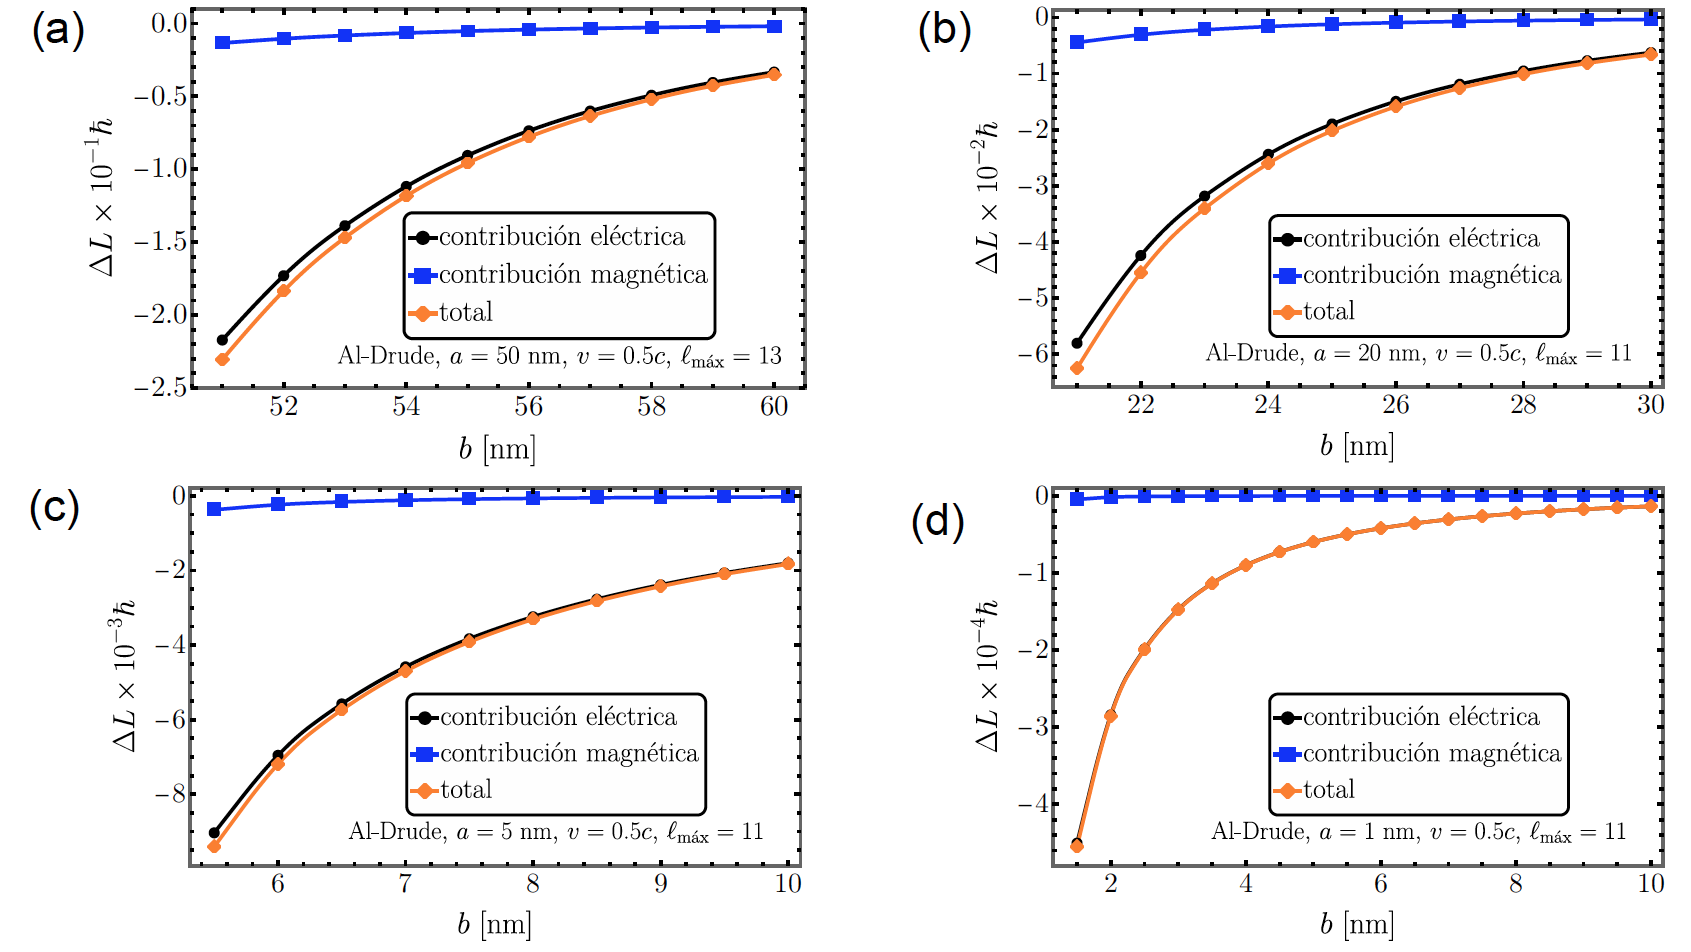 (a)
0.0
−0.5
−1.0
−1.5
−2.0
−2.5
ΔL × 10⁻¹ℏ
contribución eléctrica
contribución magnética
total
Al-Drude, a = 50 nm, v = 0.5c, ℓmáx = 13
52 54 56 58 60
b [nm]
(b)
0
−1
−2
−3
−4
−5
−6
ΔL × 10⁻²ℏ
contribución eléctrica
contribución magnética
total
Al-Drude, a = 20 nm, v = 0.5c, ℓmáx = 11
22 24 26 28 30
b [nm]
(c)
0
−2
−4
−6
−8
ΔL × 10⁻³ℏ
contribución eléctrica
contribución magnética
total
Al-Drude, a = 5 nm, v = 0.5c, ℓmáx = 11
6 7 8 9 10
b [nm]
(d)
0
−1
−2
−3
−4
ΔL × 10⁻⁴ℏ
contribución eléctrica
contribución magnética
total
Al-Drude, a = 1 nm, v = 0.5c, ℓmáx = 11
2 4 6 8 10
b [nm]